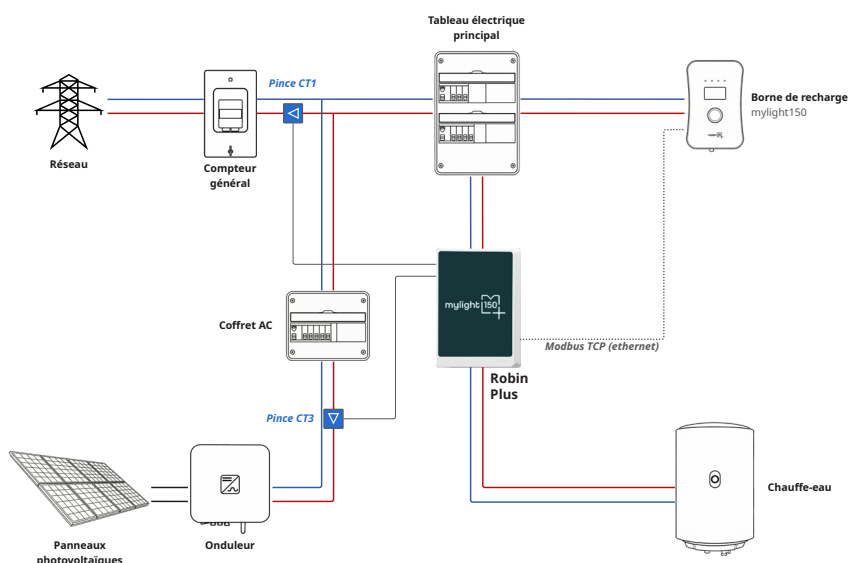 Tableau électrique
principal
Pince CT1
Borne de recharge
mylight150
Réseau
Compteur
général
mylight 150
Coffret AC
Modbus TCP (ethernet)
Robin
Plus
Pince CT3
Chauffe-eau
Panneaux
photovoltaïques
Onduleur